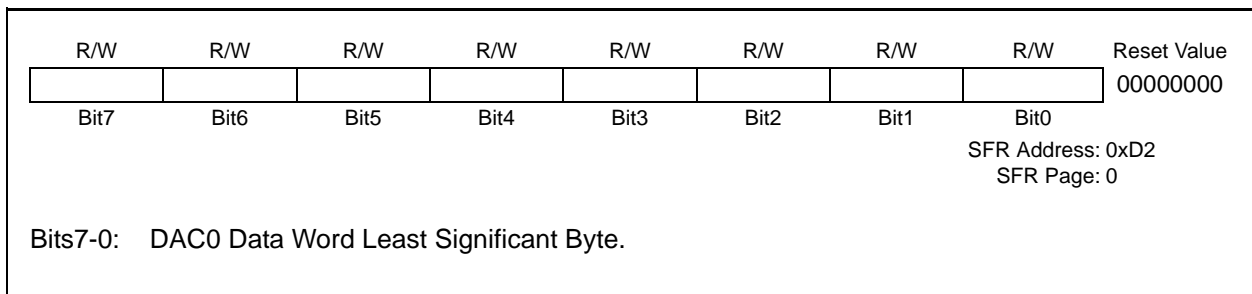 R/W R/W R/W R/W R/W R/W R/W R/W Reset Value
00000000
Bit7 Bit6 Bit5 Bit4 Bit3 Bit2 Bit1 Bit0
SFR Address: 0xD2
SFR Page: 0
Bits7-0: DAC0 Data Word Least Significant Byte.